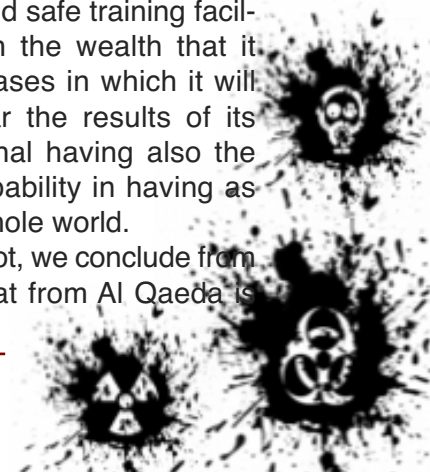 d safe training facil-
the wealth that it
ases in which it will
r the results of its
nal having also the
pability in having as
hole world.
ot, we conclude from
at from Al Qaeda is